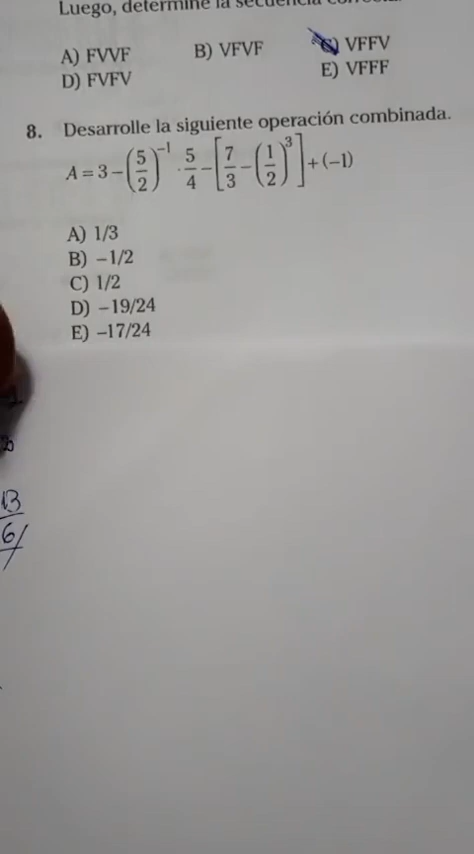 Luego, determine la secuencia
A) FVVF B) VFVF C) VFFV
D) FVFV E) VFFF
8. Desarrolle la siguiente operación combinada.
A = 3 − (5/2)^−1 · 5/4 − [7/3 − (1/2)^3] + (−1)
A) 1/3
B) −1/2
C) 1/2
D) −19/24
E) −17/24
13
6